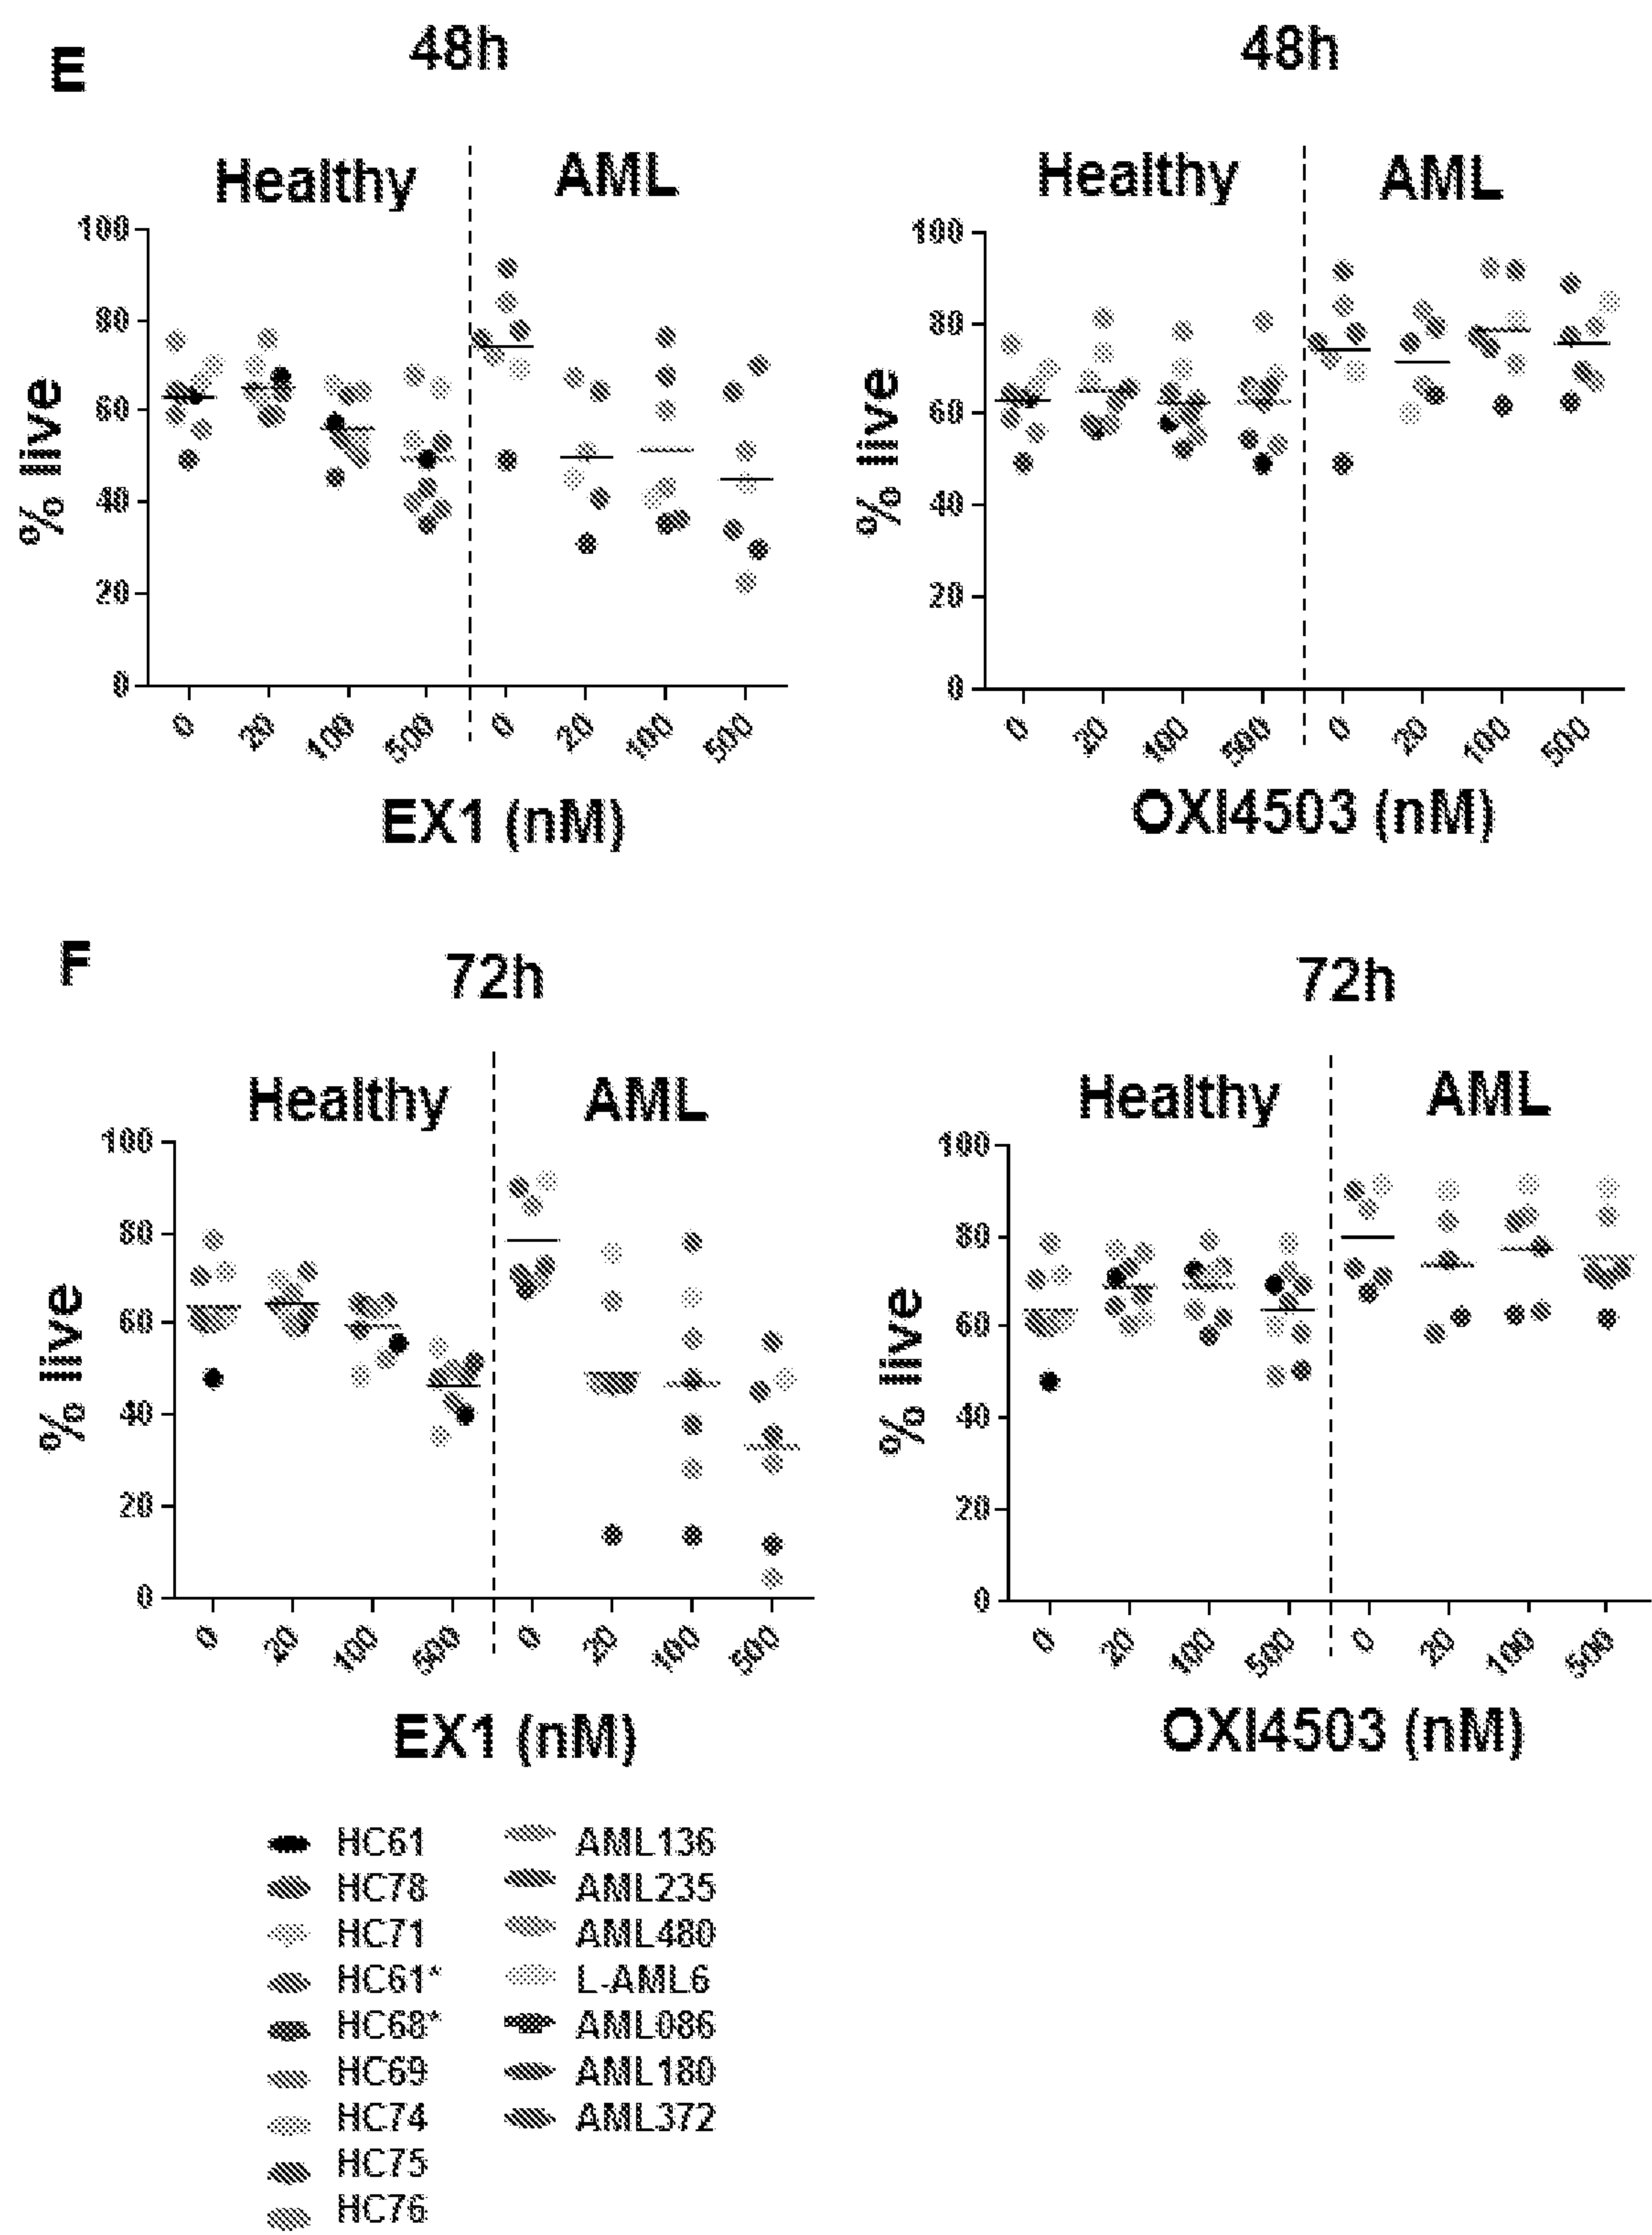 E
48h
48h
Healthy
AML
Healthy
AML
% live
100
80
60
40
20
0
0
20
100
500
0
20
100
500
EX1 (nM)
% live
100
80
60
40
20
0
0
20
100
500
0
20
100
500
OXI4503 (nM)
F
72h
72h
Healthy
AML
Healthy
AML
% live
100
80
60
40
20
0
0
20
100
500
0
20
100
500
EX1 (nM)
% live
100
80
60
40
20
0
0
20
100
500
0
20
100
500
OXI4503 (nM)
HC61
HC78
HC71
HC61*
HC68*
HC69
HC74
HC75
HC76
AML136
AML235
AML480
L-AML6
AML086
AML180
AML372